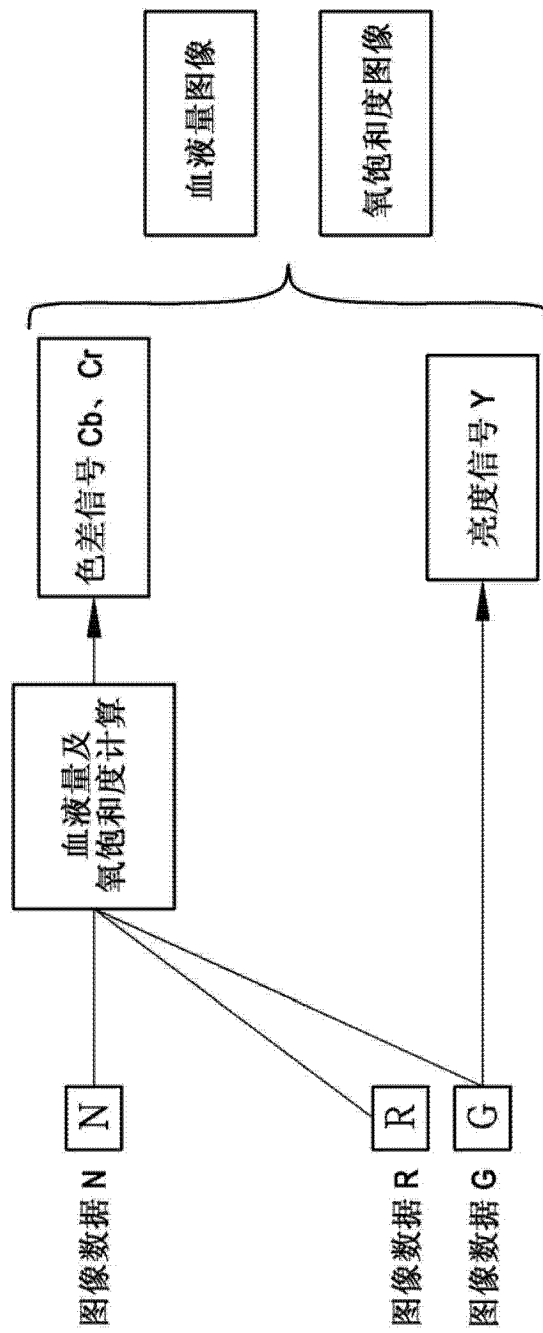 图像数据 N
N
图像数据 R
R
图像数据 G
G
血液量及
氧饱和度计算
色差信号 Cb、Cr
亮度信号 Y
血液量图像
氧饱和度图像